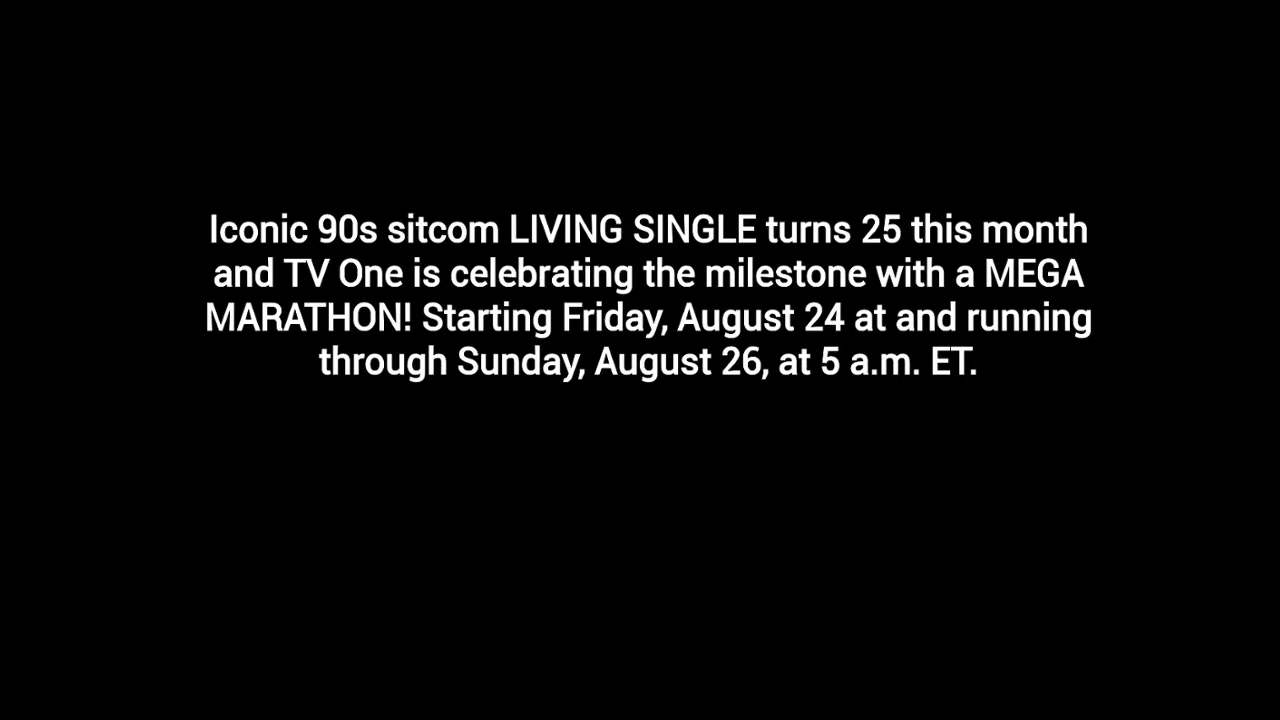 Iconic 90s sitcom LIVING SINGLE turns 25 this month
and TV One is celebrating the milestone with a MEGA
MARATHON! Starting Friday, August 24 at and running
through Sunday, August 26, at 5 a.m. ET.